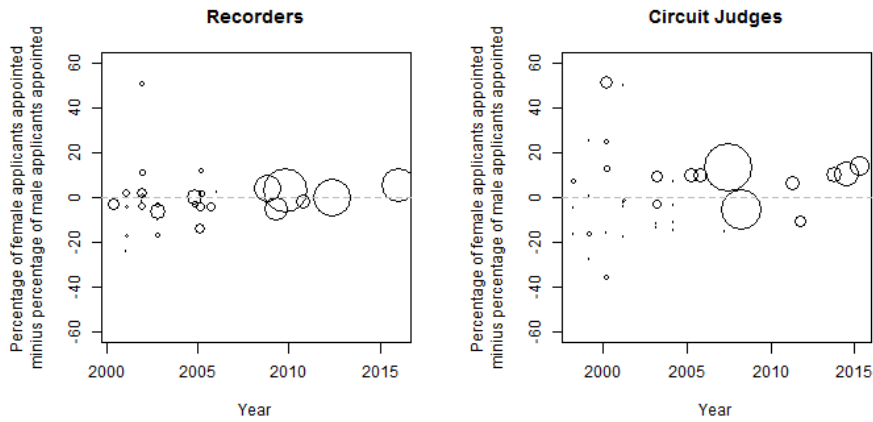 Recorders
Percentage of female applicants appointed
minius percentage of male applicants appointed
60
40
20
0
-20
-40
-60
2000 2005 2010 2015
Year
Circuit Judges
Percentage of female applicants appointed
minius percentage of male applicants appointed
60
40
20
0
-20
-40
-60
2000 2005 2010 2015
Year